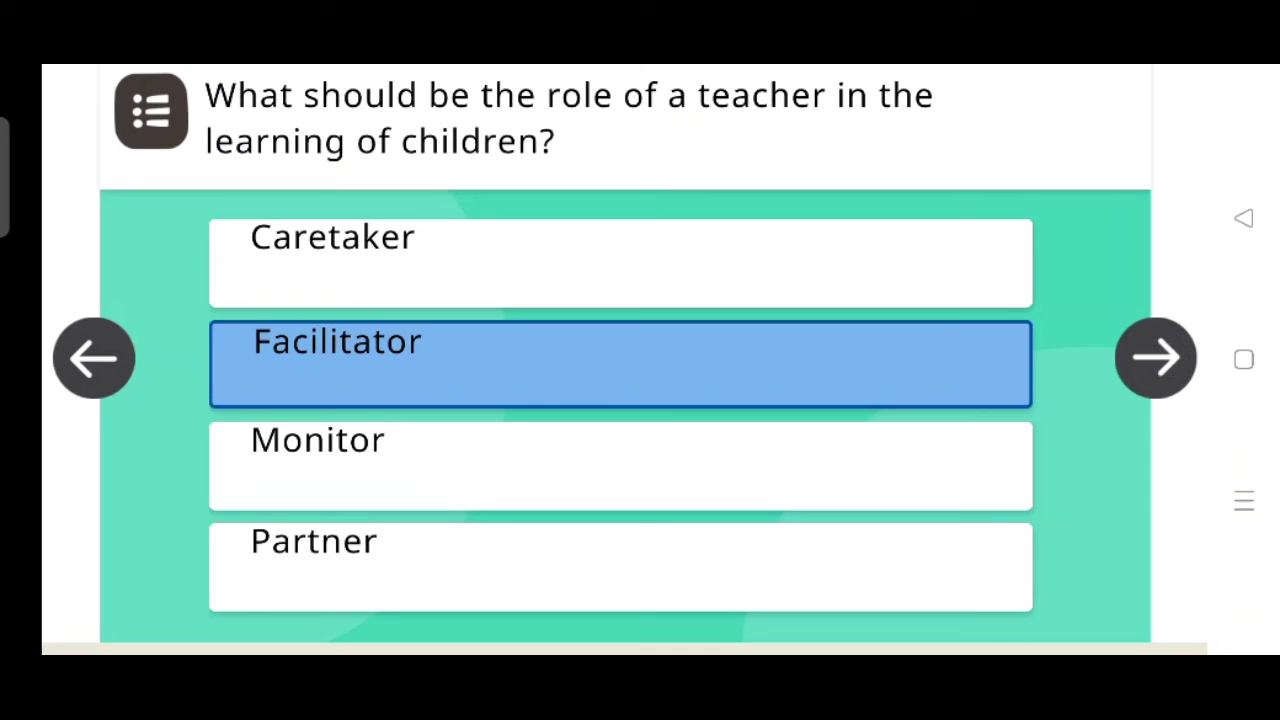 What should be the role of a teacher in the
learning of children?
Caretaker
Facilitator
Monitor
Partner